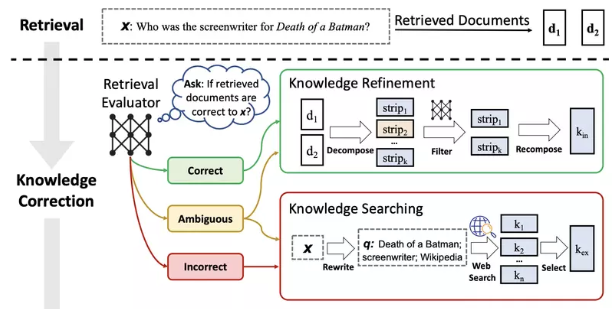 Retrieval
x: Who was the screenwriter for Death of a Batman?
Retrieved Documents
d1
d2
Retrieval
Evaluator
Ask: If retrieved
documents are
correct to x?
Knowledge
Correction
Correct
Ambiguous
Incorrect
Knowledge Refinement
d1
d2
Decompose
strip1
strip2
...
stripk
Filter
strip1
stripk
Recompose
kin
Knowledge Searching
x
Rewrite
q: Death of a Batman;
screenwriter; Wikipedia
Web
Search
k1
k2
...
kn
Select
kex